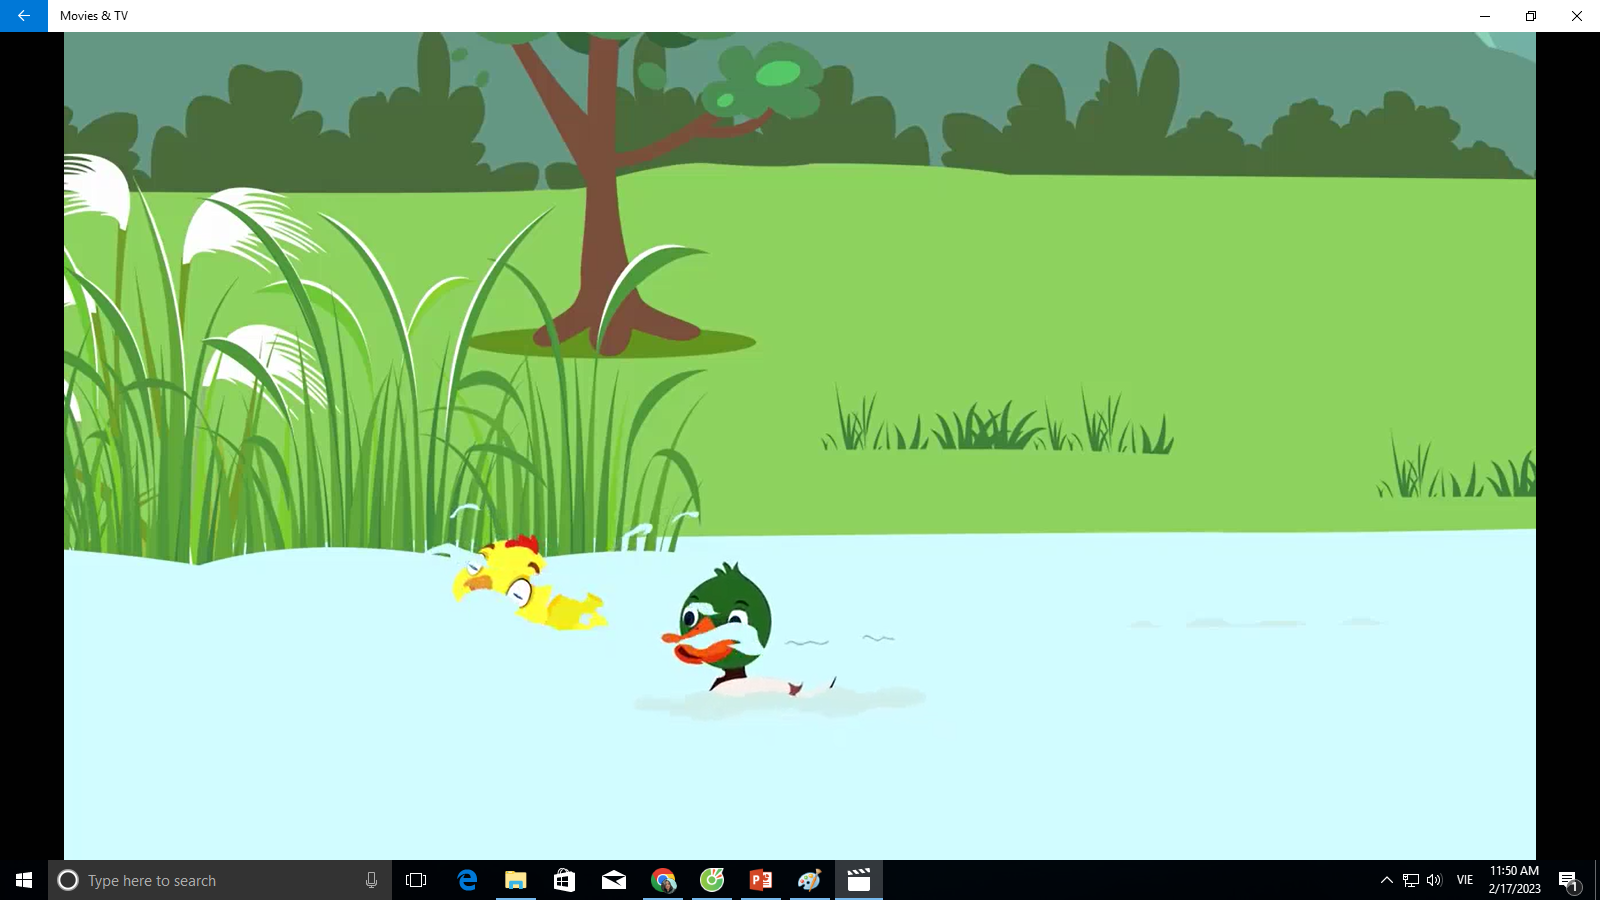 Movies & TV
Type here to search
VIE
11:50 AM
2/17/2023
1